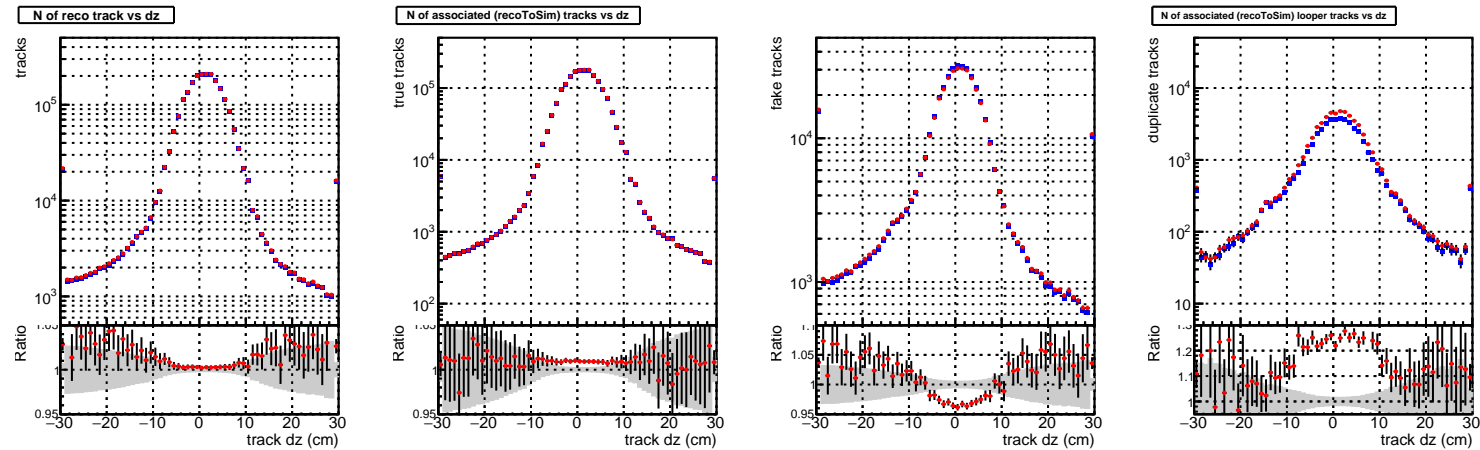 N of reco track vs dz
tracks
10^5
10^4
10^3
Ratio
1
0.95
−30 −20 −10 0 10 20 30
track dz (cm)
N of associated (recoToSim) tracks vs dz
true tracks
10^5
10^4
10^3
10^2
Ratio
1
0.95
−30 −20 −10 0 10 20 30
track dz (cm)
fake tracks
10^4
10^3
Ratio
1.05
1
0.95
−30 −20 −10 0 10 20 30
track dz (cm)
N of associated (recoToSim) looper tracks vs dz
duplicate tracks
10^4
10^3
10^2
10
Ratio
1.2
1.1
1
−30 −20 −10 0 10 20 30
track dz (cm)